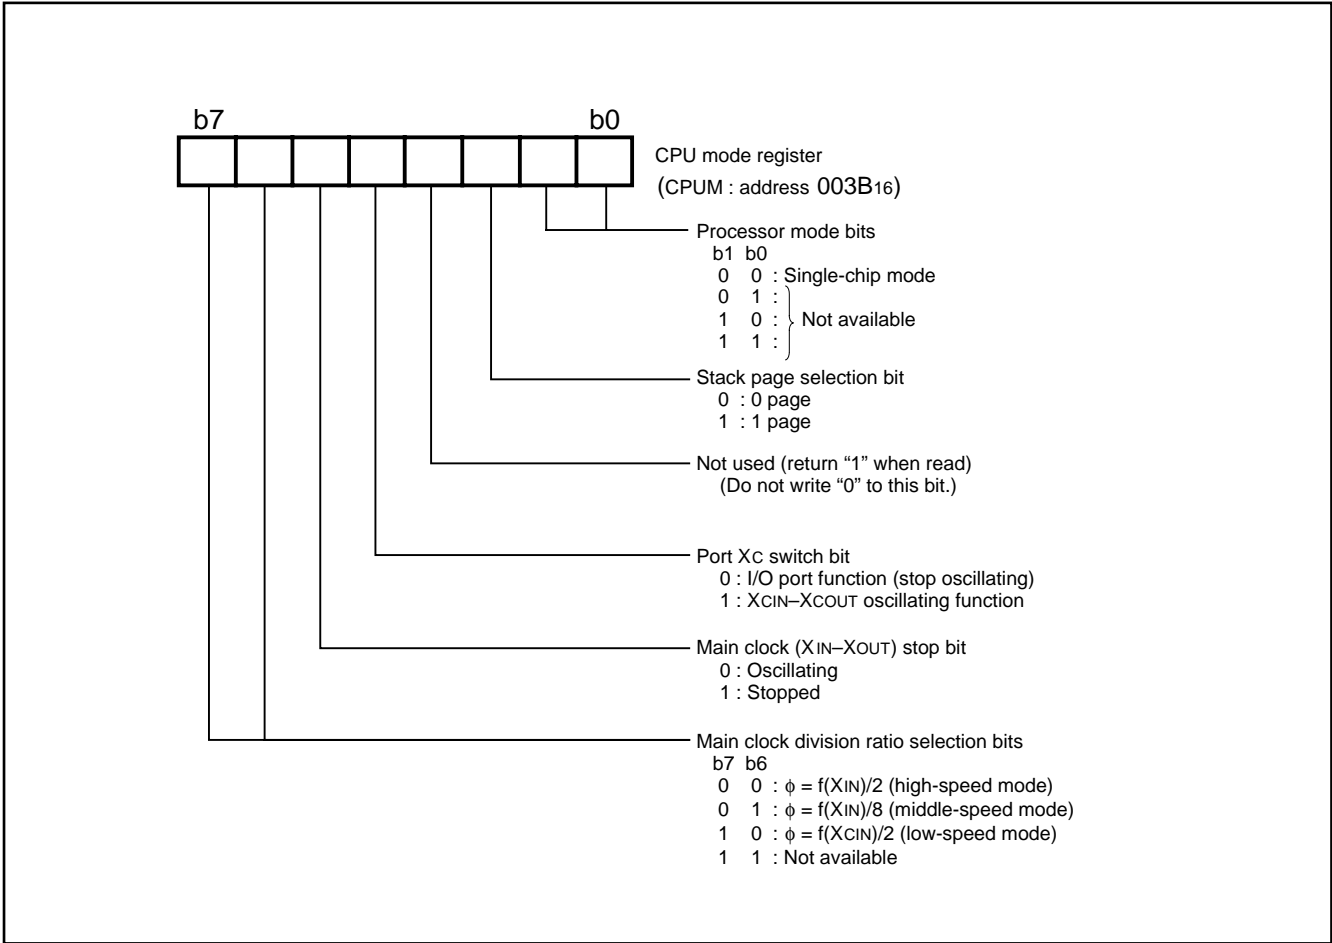 b7 b0
CPU mode register
(CPUM : address 003B16)
Processor mode bits
b1 b0
0 0 : Single-chip mode
0 1 :
1 0 : Not available
1 1 :
Stack page selection bit
0 : 0 page
1 : 1 page
Not used (return “1” when read)
(Do not write “0” to this bit.)
Port XC switch bit
0 : I/O port function (stop oscillating)
1 : XCIN–XCOUT oscillating function
Main clock (XIN–XOUT) stop bit
0 : Oscillating
1 : Stopped
Main clock division ratio selection bits
b7 b6
0 0 : φ = f(XIN)/2 (high-speed mode)
0 1 : φ = f(XIN)/8 (middle-speed mode)
1 0 : φ = f(XCIN)/2 (low-speed mode)
1 1 : Not available